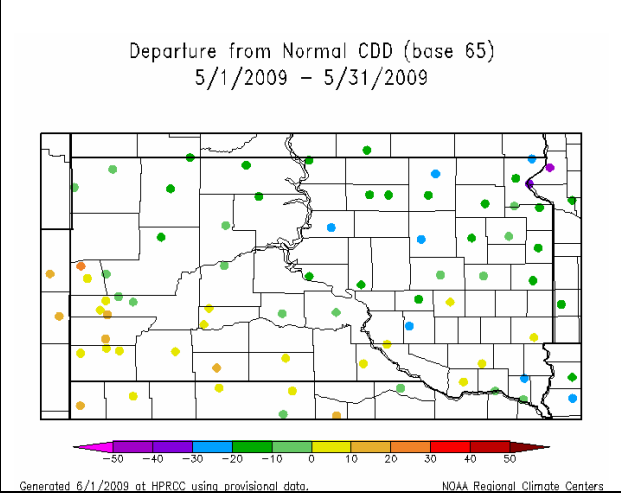 Departure from Normal CDD (base 65)
5/1/2009 – 5/31/2009
-50 -40 -30 -20 -10 0 10 20 30 40 50
Generated 6/1/2009 at HPRCC using provisional data. NOAA Regional Climate Centers